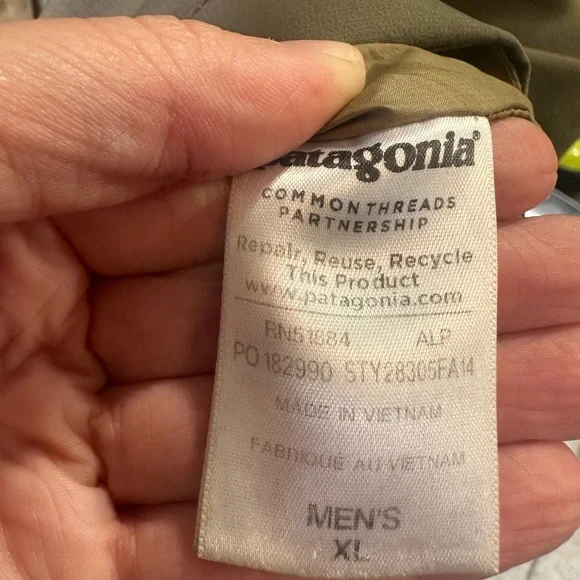 patagonia®
COMMON THREADS
PARTNERSHIP
Repair, Reuse, Recycle
This Product
www.patagonia.com
RN51884 ALP
PO 182990 STY28305FA14
MADE IN VIETNAM
FABRIQUÉ AU VIETNAM
MEN'S
XL